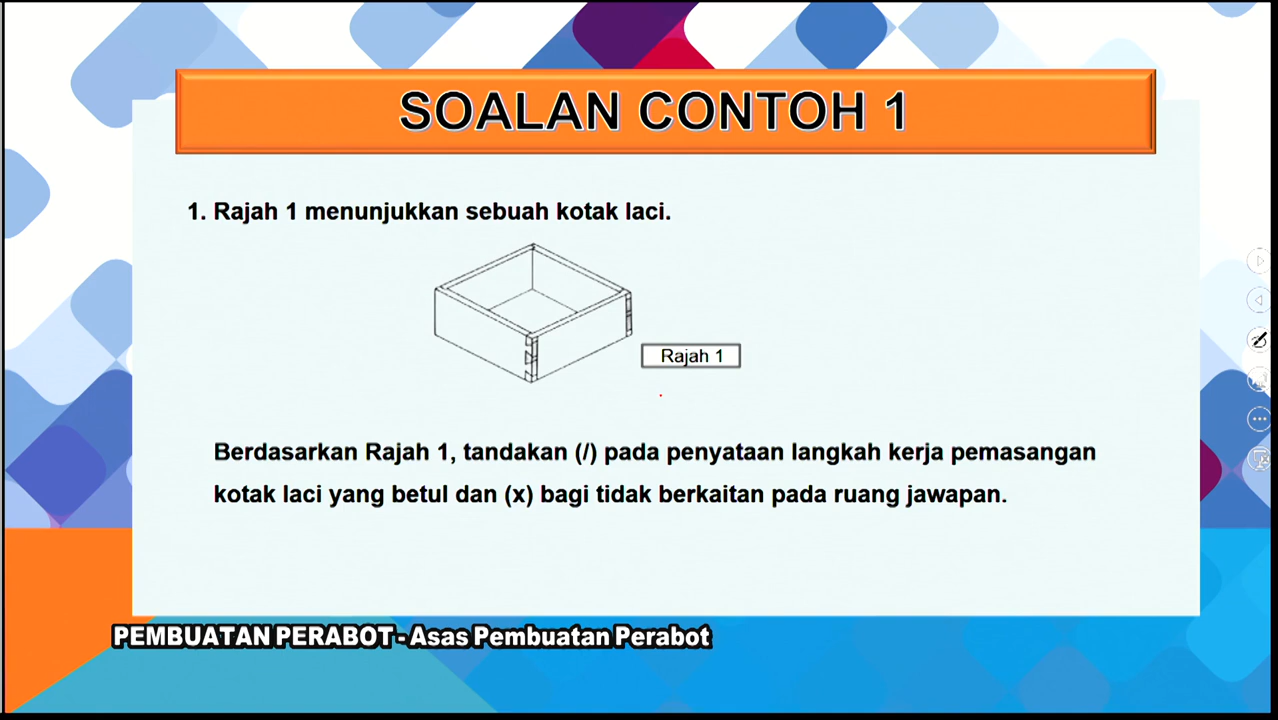 SOALAN CONTOH 1
1. Rajah 1 menunjukkan sebuah kotak laci.
Rajah 1
Berdasarkan Rajah 1, tandakan (/) pada penyataan langkah kerja pemasangan
kotak laci yang betul dan (x) bagi tidak berkaitan pada ruang jawapan.
PEMBUATAN PERABOT - Asas Pembuatan Perabot